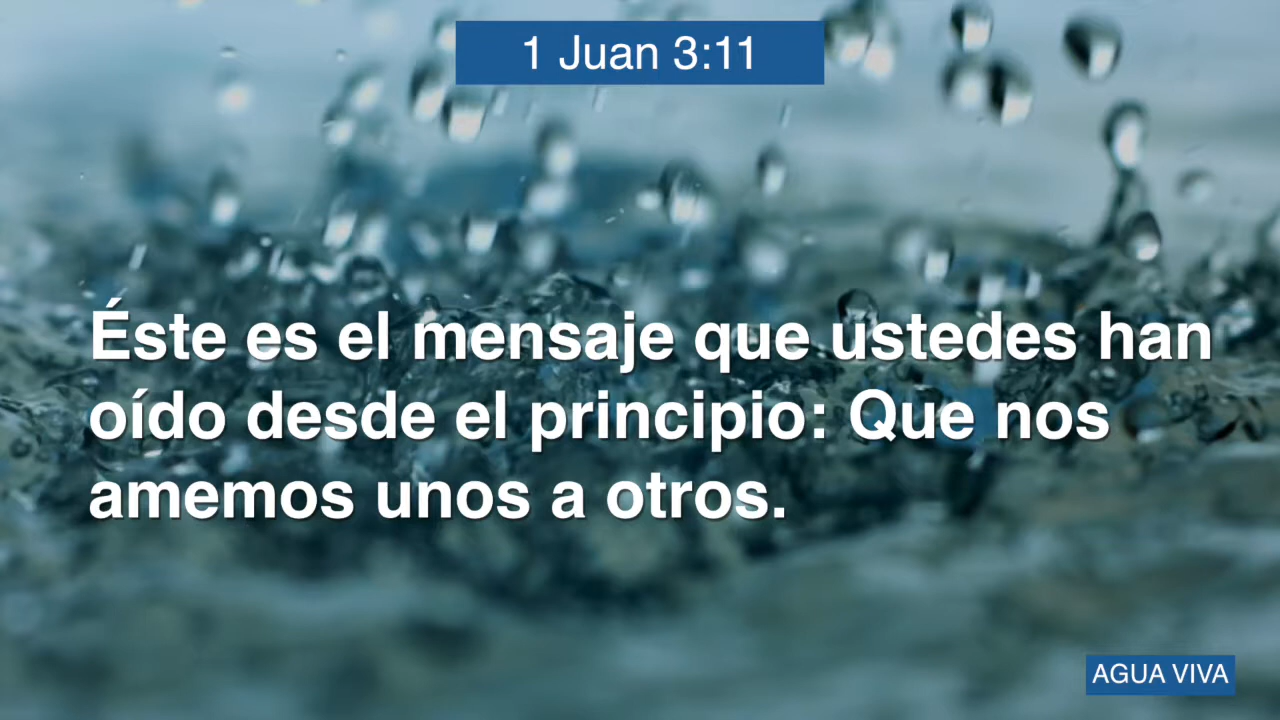 1 Juan 3:11
Éste es el mensaje que ustedes han
oído desde el principio: Que nos
amemos unos a otros.
AGUA VIVA